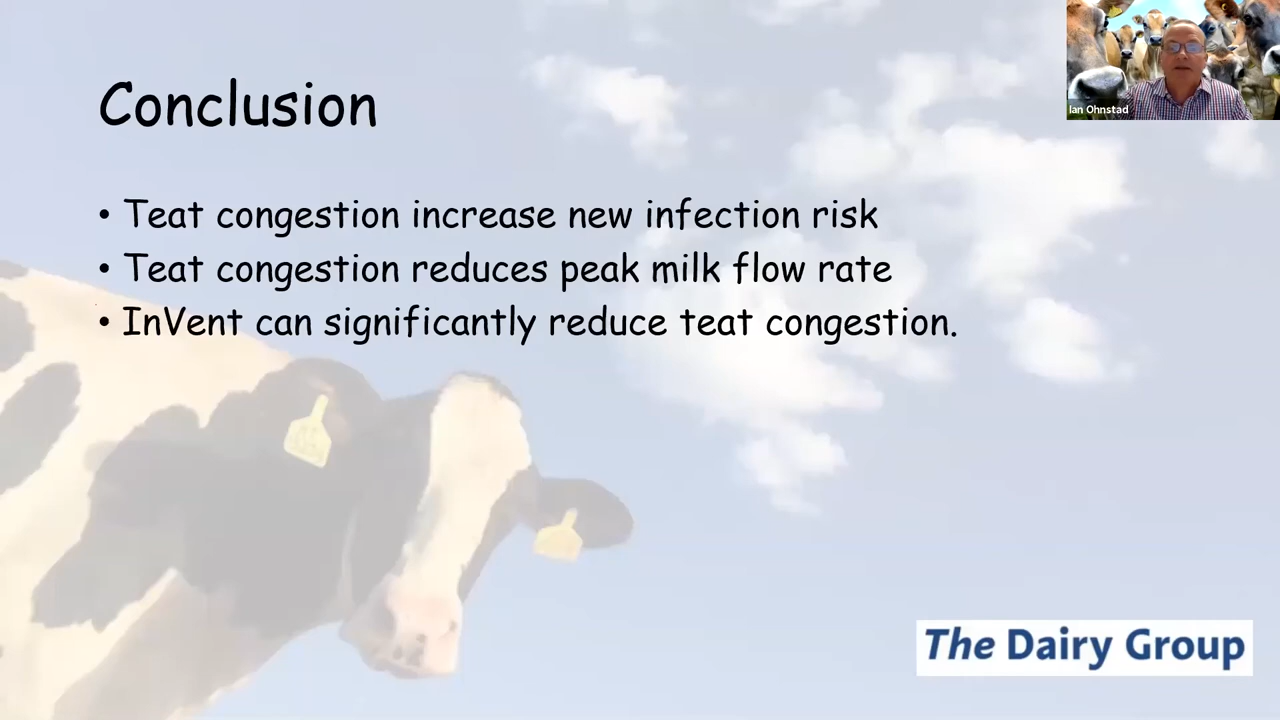 Ian Ohnstad
Conclusion
• Teat congestion increase new infection risk
• Teat congestion reduces peak milk flow rate
• InVent can significantly reduce teat congestion.
The Dairy Group